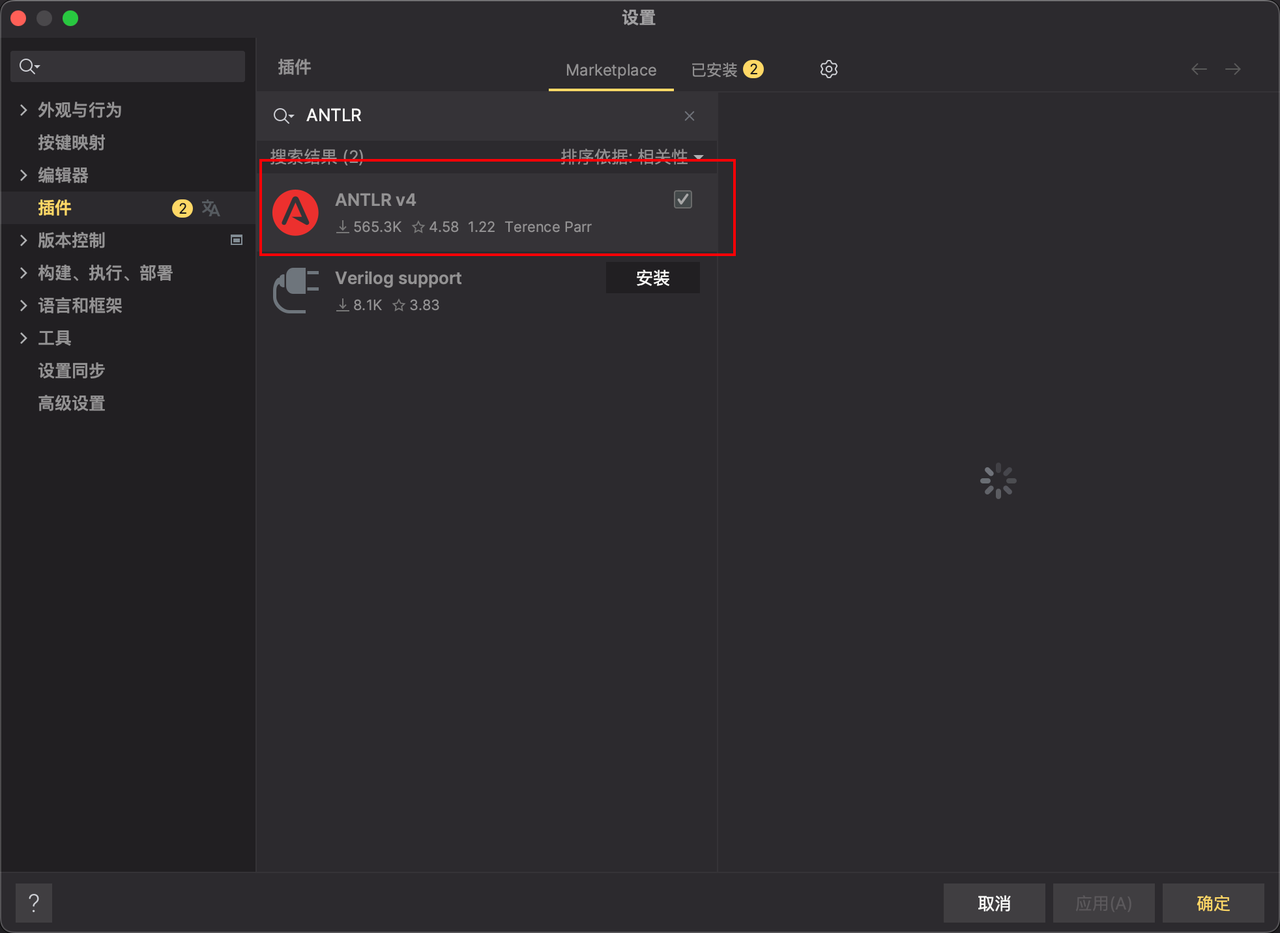 设置
外观与行为
按键映射
编辑器
插件 2
版本控制
构建、执行、部署
语言和框架
工具
设置同步
高级设置
插件 Marketplace 已安装 2
ANTLR
搜索结果 (2) 排序依据: 相关性
ANTLR v4
565.3K 4.58 1.22 Terence Parr
Verilog support 安装
8.1K 3.83
? 取消 应用(A) 确定